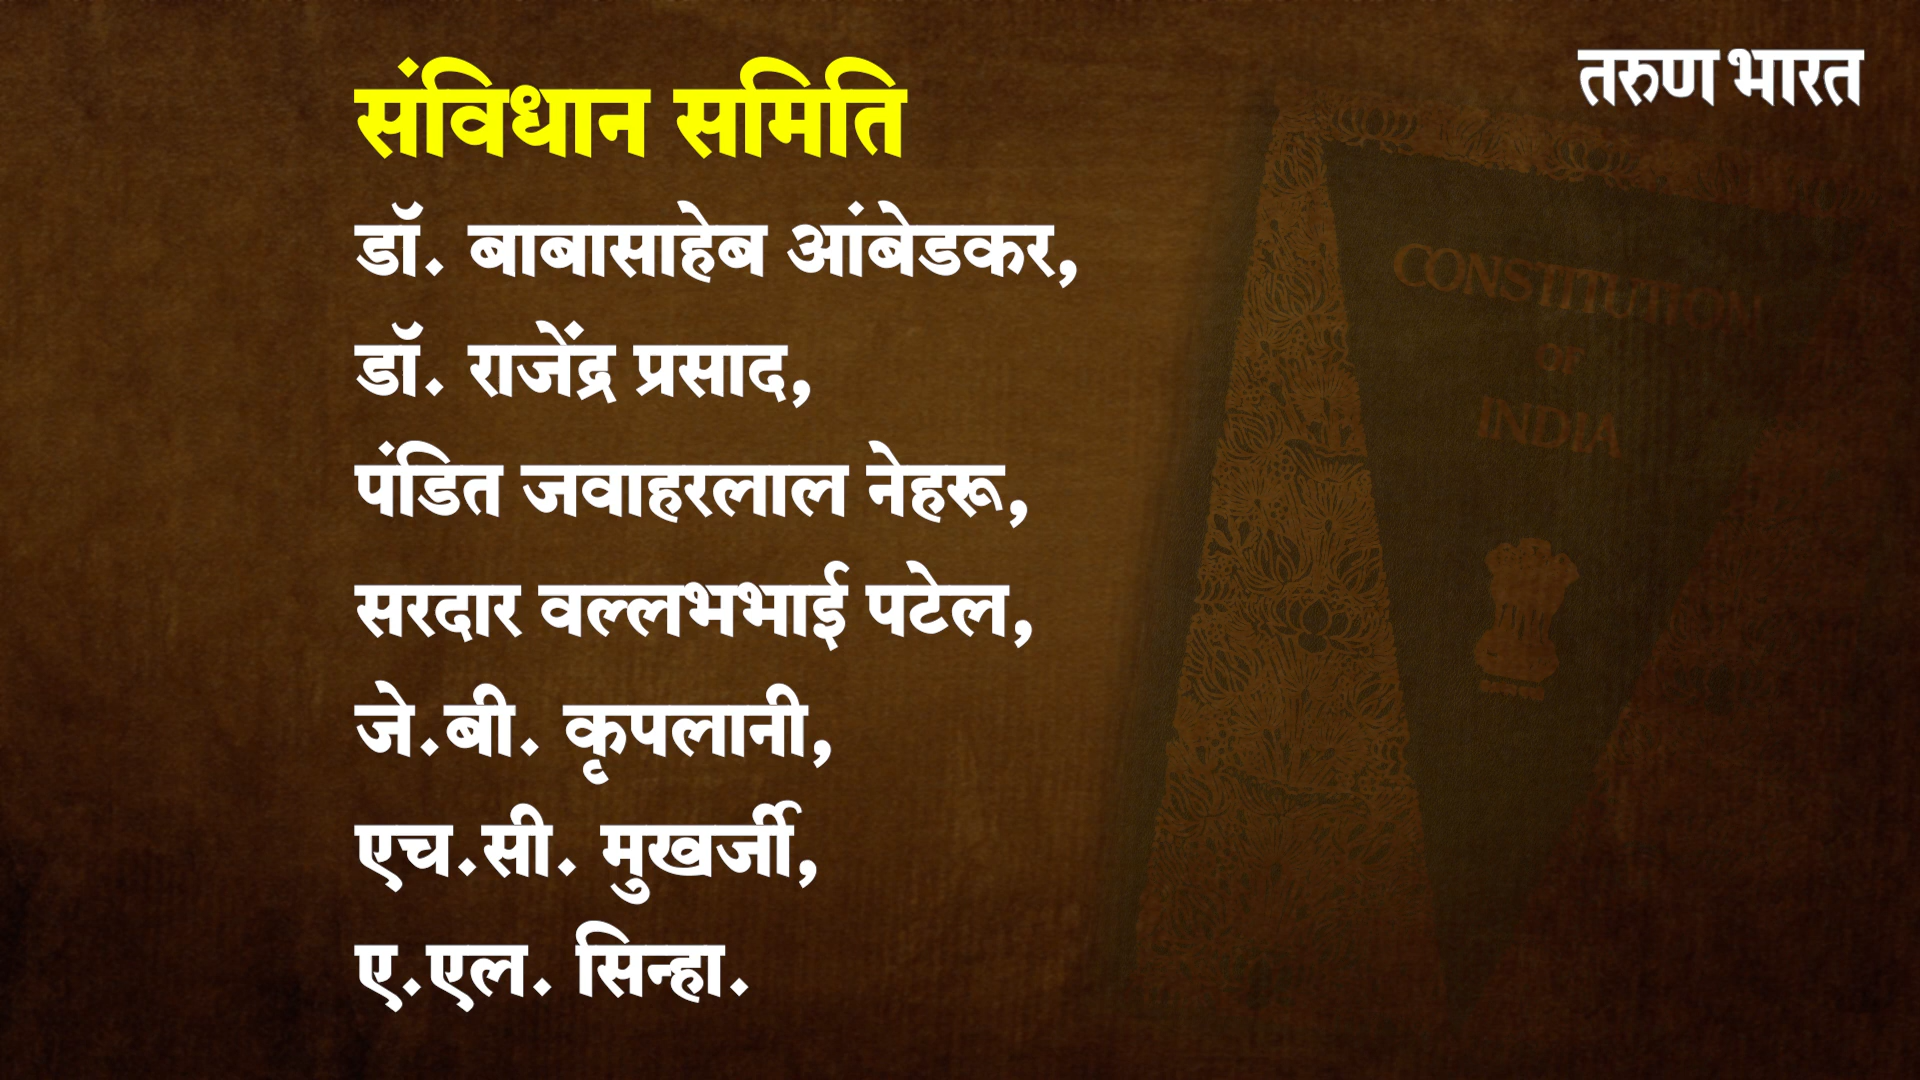 संविधान समिति
तरुण भारत
डॉ. बाबासाहेब आंबेडकर,
डॉ. राजेंद्र प्रसाद,
पंडित जवाहरलाल नेहरू,
सरदार वल्लभभाई पटेल,
जे.बी. कृपलानी,
एच.सी. मुखर्जी,
ए.एल. सिन्हा.
CONSTITUTION
OF
INDIA